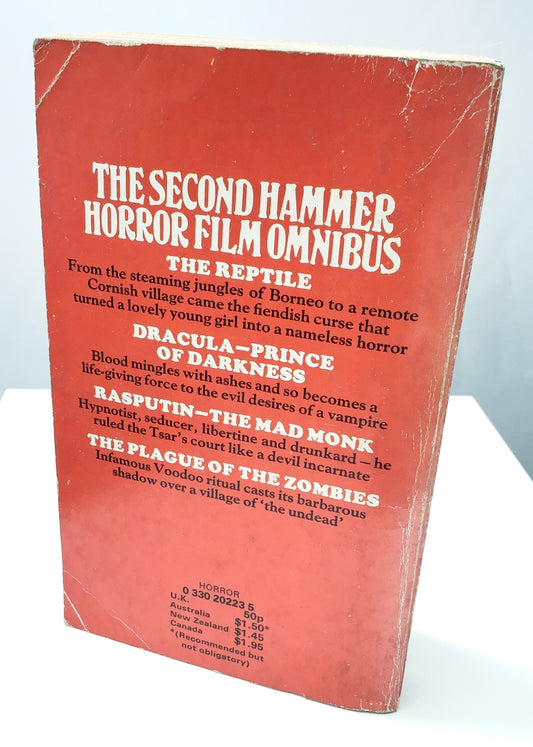 THE SECOND HAMMER
HORROR FILM OMNIBUS
THE REPTILE
From the steaming jungles of Borneo to a remote
Cornish village came the fiendish curse that
turned a lovely young girl into a nameless horror
DRACULA–PRINCE
OF DARKNESS
Blood mingles with ashes and so becomes a
life-giving force to the evil desires of a vampire
RASPUTIN–THE MAD MONK
Hypnotist, seducer, libertine and drunkard – he
ruled the Tsar's court like a devil incarnate
THE PLAGUE OF THE ZOMBIES
Infamous Voodoo ritual casts its barbarous
shadow over a village of 'the undead'
HORROR
0 330 20223 5
U.K. 50p
Australia $1.50*
New Zealand $1.45
Canada $1.95
*(Recommended but
not obligatory)